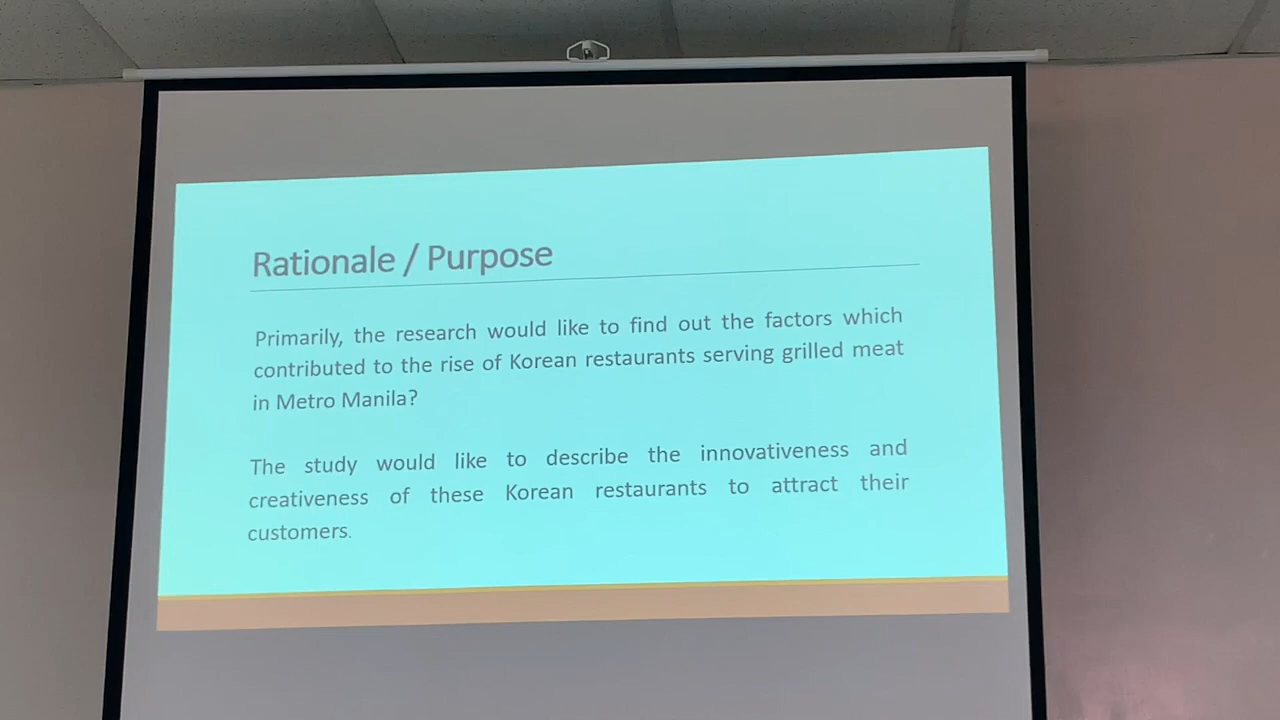 Rationale / Purpose
Primarily, the research would like to find out the factors which
contributed to the rise of Korean restaurants serving grilled meat
in Metro Manila?
The study would like to describe the innovativeness and
creativeness of these Korean restaurants to attract their
customers.